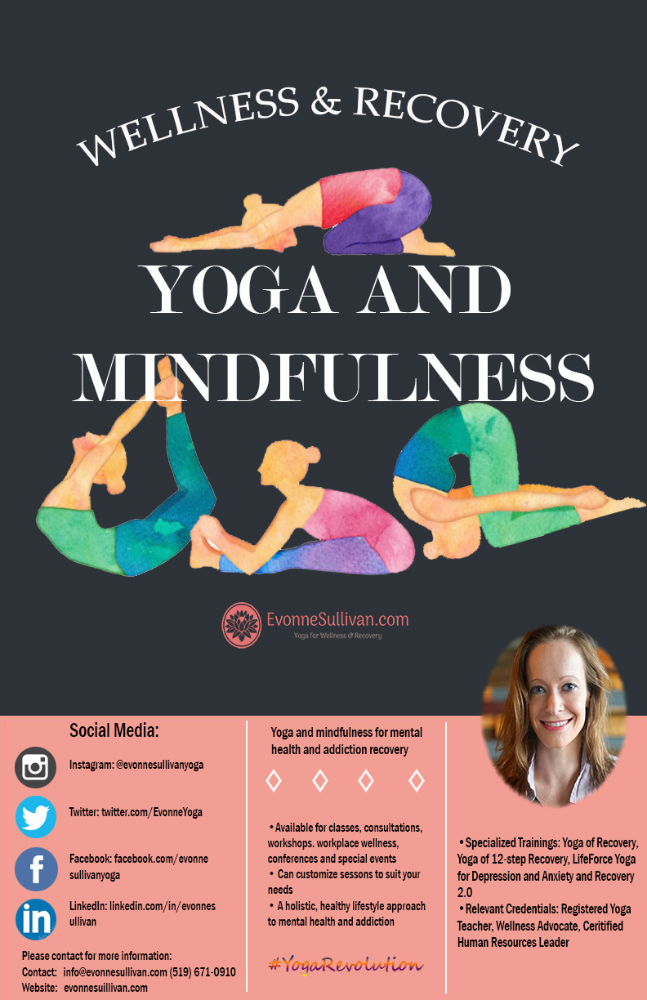 WELLNESS & RECOVERY
YOGA AND
MINDFULNESS
EvonneSullivan.com
Yoga for Wellness & Recovery
Social Media:
Instagram: @evonnesullivanyoga
Twitter: twitter.com/EvonneYoga
Facebook: facebook.com/evonne
sullivanyoga
LinkedIn: linkedin.com/in/evonnes
ullivan
Please contact for more information:
Contact: info@evonnesullivan.com (519) 671-0910
Website: evonnesuillivan.com
Yoga and mindfulness for mental
health and addiction recovery
•Available for classes, consultations,
workshops. workplace wellness,
conferences and special events
• Can customize sessons to suit your
needs
• A holistic, healthy lifestyle approach
to mental health and addiction
#YogaRevolution
•Specialized Trainings: Yoga of Recovery,
Yoga of 12-step Recovery, LifeForce Yoga
for Depression and Anxiety and Recovery
2.0
•Relevant Credentials: Registered Yoga
Teacher, Wellness Advocate, Ceritified
Human Resources Leader